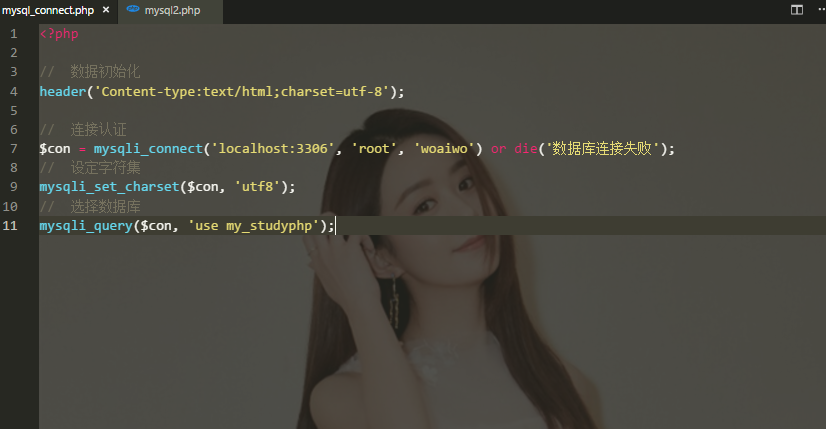 mysql_connect.php × mysql2.php
1 <?php
2
3 // 数据初始化
4 header('Content-type:text/html;charset=utf-8');
5
6 // 连接认证
7 $con = mysqli_connect('localhost:3306', 'root', 'woaiwo') or die('数据库连接失败');
8 // 设定字符集
9 mysqli_set_charset($con, 'utf8');
10 // 选择数据库
11 mysqli_query($con, 'use my_studyphp');